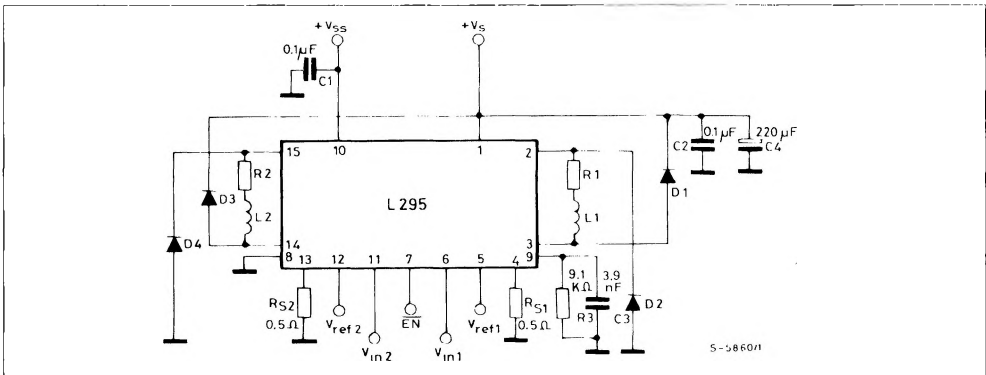 +Vss
+Vs
0.1µF
C1
0.1µF
220µF
C2
C4
15
10
1
2
R2
R1
D3
D1
L295
L2
L1
D4
14
3
8
9
13
12
11
7
6
5
4
9.1
KΩ
3.9
nF
RS2
RS1
D2
0.5Ω
Vref2
EN
Vref1
0.5Ω
R3
C3
Vin2
Vin1
S-5860/1